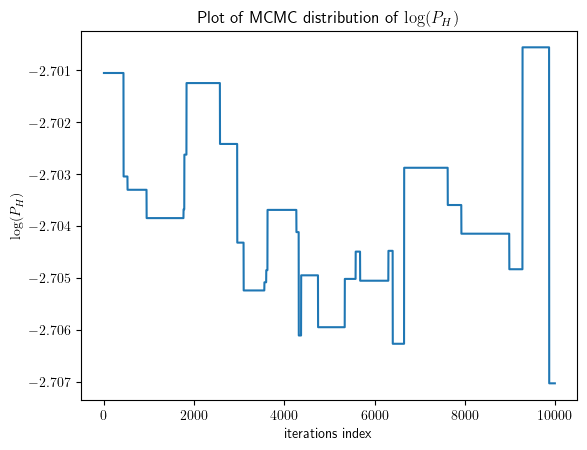 Plot of MCMC distribution of log(P_H)
log(P_H)
−2.701
−2.702
−2.703
−2.704
−2.705
−2.706
−2.707
0 2000 4000 6000 8000 10000
iterations index